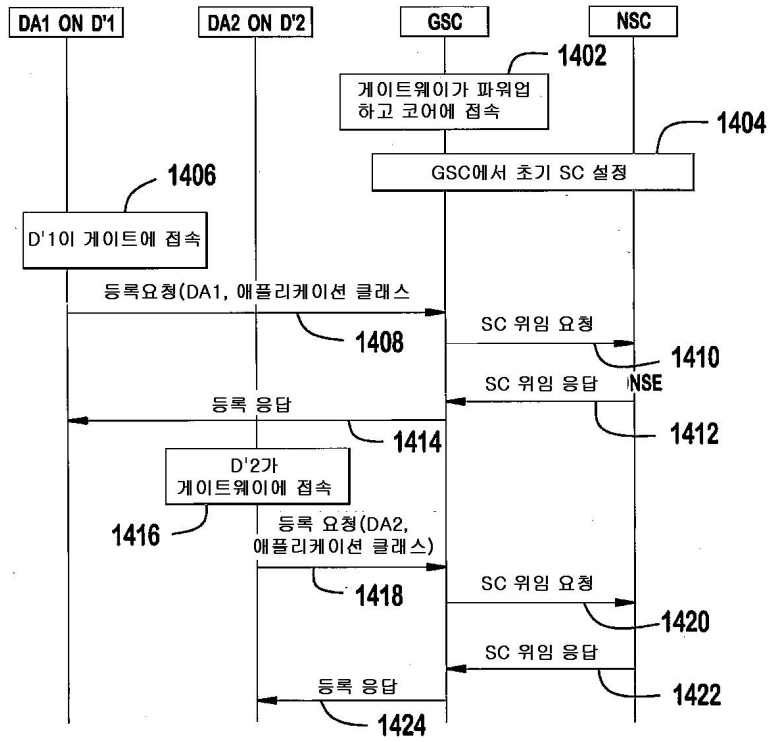 DA1 ON D'1
DA2 ON D'2
GSC
NSC
1402
게이트웨이가 파워업
하고 코어에 접속
1404
GSC에서 초기 SC 설정
1406
D'1이 게이트에 접속
등록요청(DA1, 애플리케이션 클래스
1408
SC 위임 요청
1410
SC 위임 응답
NSE
1412
등록 응답
1414
D'2가
게이트웨이에 접속
1416
등록 요청(DA2,
애플리케이션 클래스)
1418
SC 위임 요청
1420
SC 위임 응답
1422
등록 응답
1424